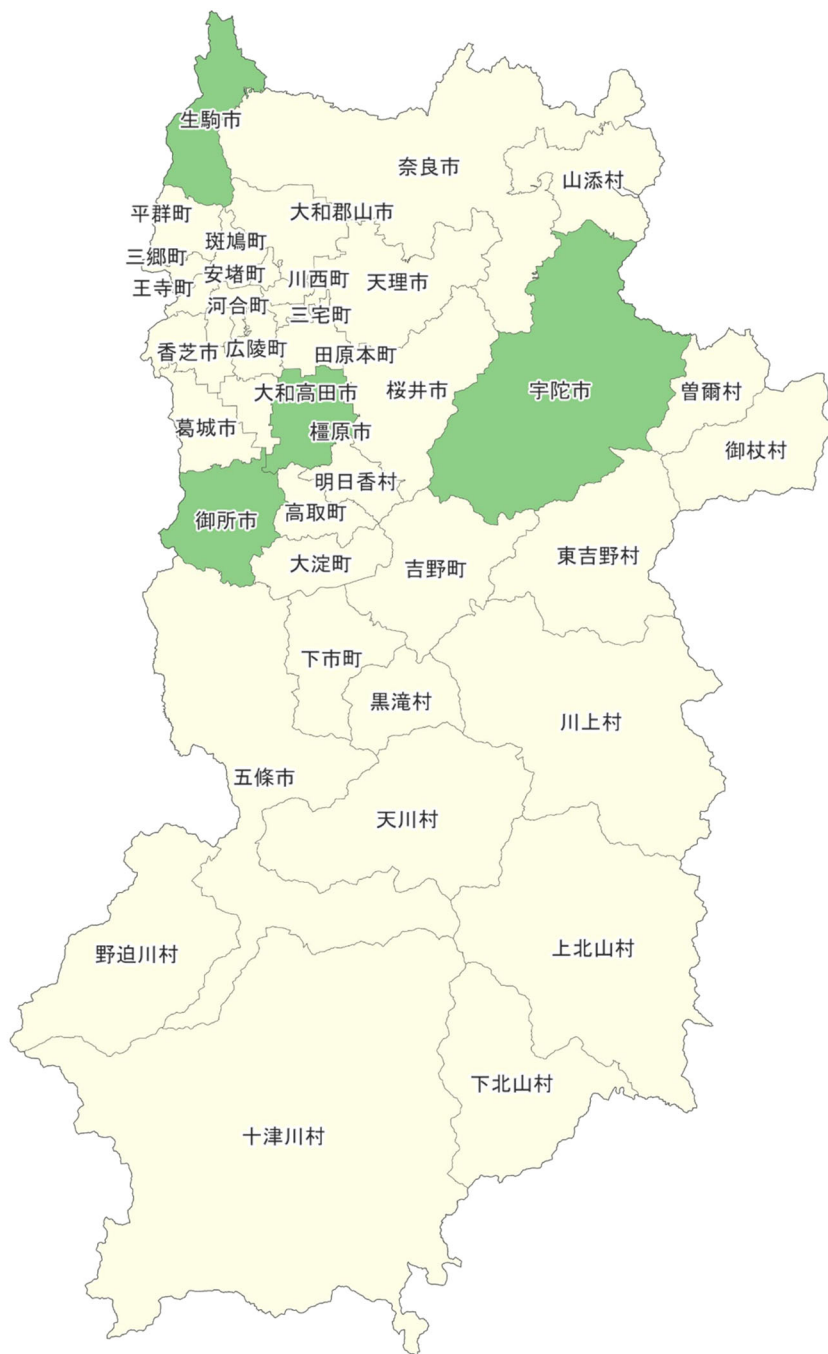 生駒市
奈良市
山添村
平群町
大和郡山市
斑鳩町
三郷町
安堵町
川西町
天理市
王寺町
河合町
三宅町
香芝市
広陵町
田原本町
大和高田市
桜井市
宇陀市
曽爾村
葛城市
橿原市
御杖村
明日香村
御所市
高取町
大淀町
吉野町
東吉野村
下市町
黒滝村
川上村
五條市
天川村
野迫川村
上北山村
下北山村
十津川村